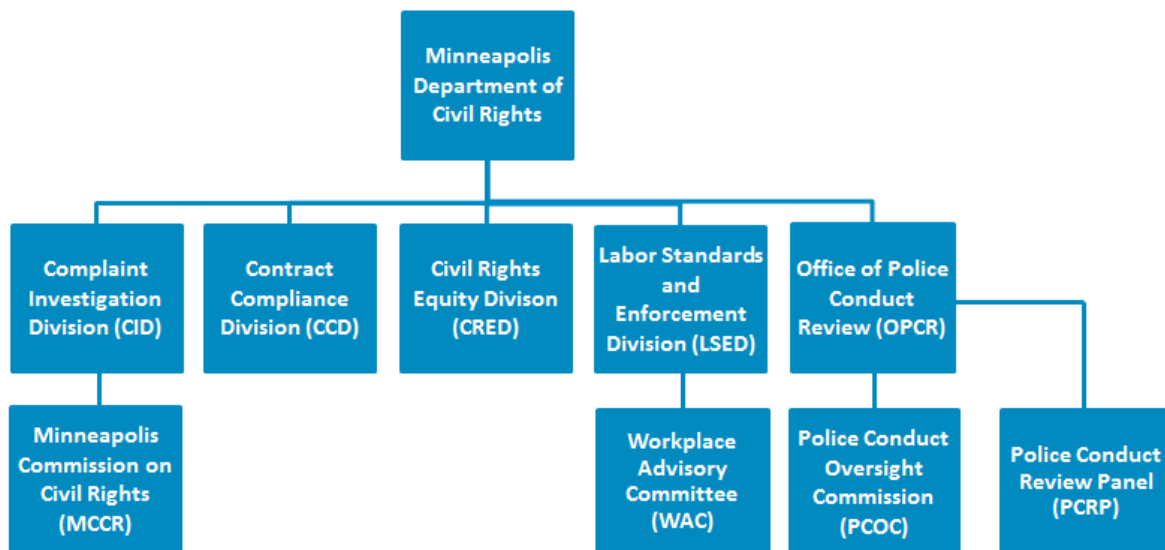 Minneapolis
Department of
Civil Rights
Complaint
Investigation
Division (CID)
Contract
Compliance
Division (CCD)
Civil Rights
Equity Divison
(CRED)
Labor Standards
and
Enforcement
Division (LSED)
Office of Police
Conduct
Review (OPCR)
Minneapolis
Commission on
Civil Rights
(MCCR)
Workplace
Advisory
Committee
(WAC)
Police Conduct
Oversight
Commission
(PCOC)
Police Conduct
Review Panel
(PCRP)